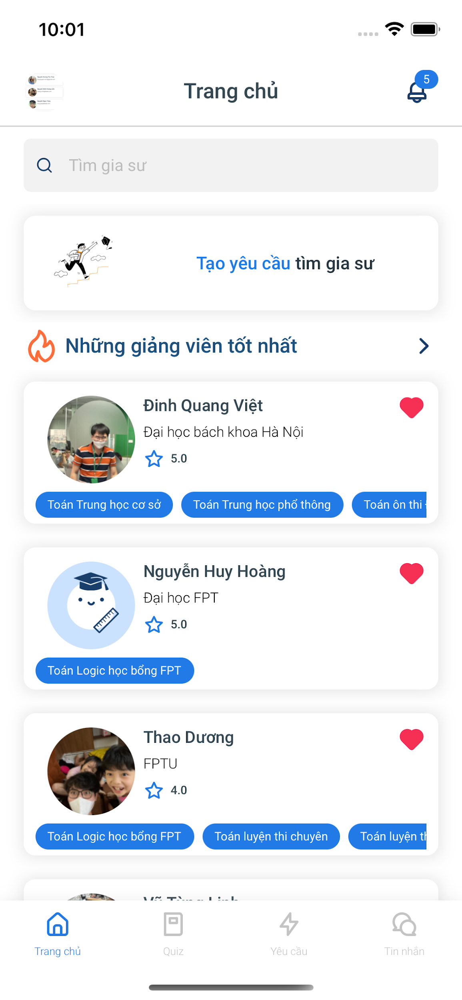 10:01
Trang chủ
5
Tìm gia sư
Tạo yêu cầu tìm gia sư
Những giảng viên tốt nhất
Đinh Quang Việt
Đại học bách khoa Hà Nội
5.0
Toán Trung học cơ sở Toán Trung học phổ thông Toán ôn thi
Nguyễn Huy Hoàng
Đại học FPT
5.0
Toán Logic học bổng FPT
Thao Dương
FPTU
4.0
Toán Logic học bổng FPT Toán luyện thi chuyên Toán luyện
Vũ Tùng Linh
Trang chủ Quiz Yêu cầu Tin nhắn